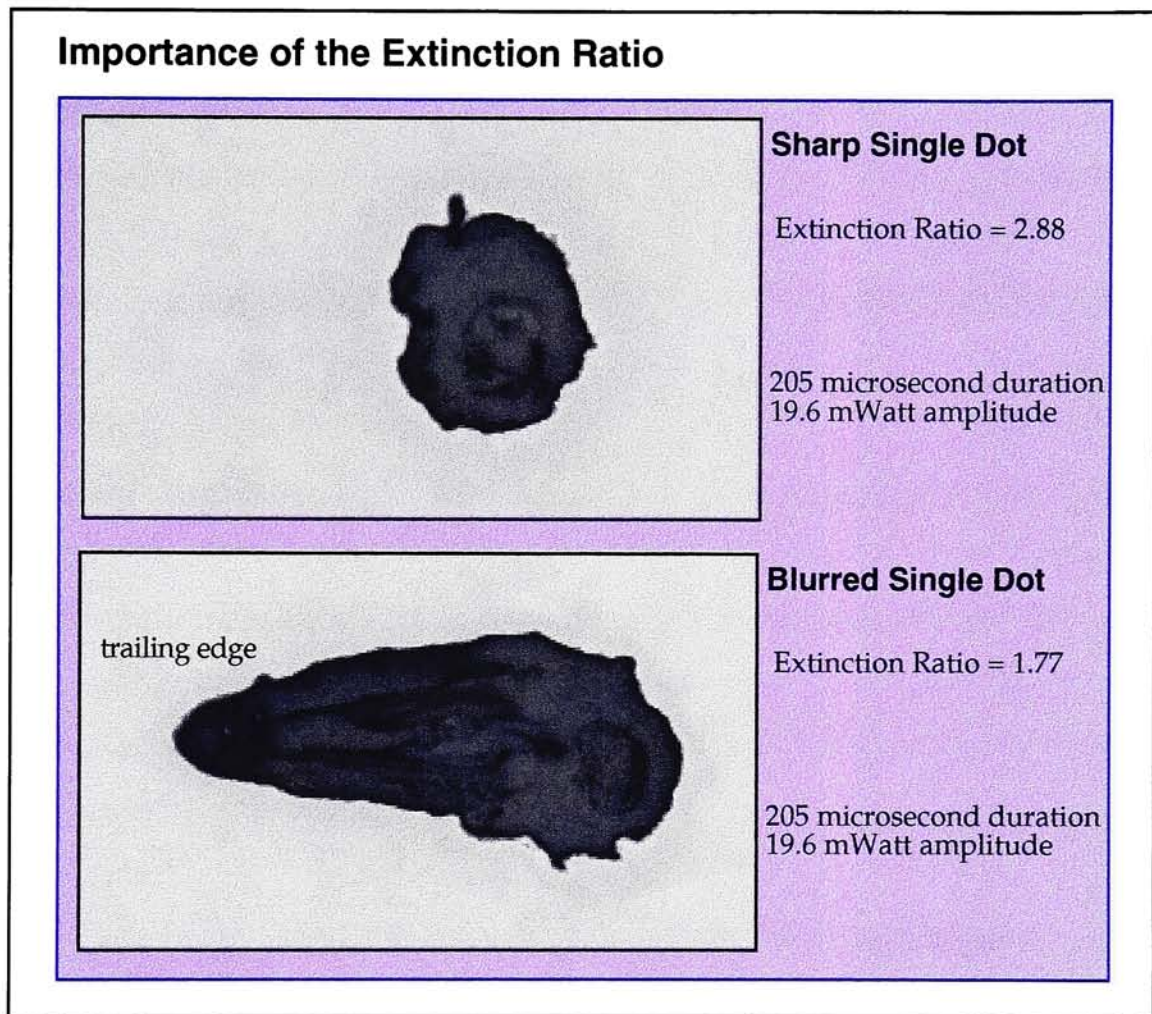 Importance of the Extinction Ratio
Sharp Single Dot
Extinction Ratio = 2.88
205 microsecond duration
19.6 mWatt amplitude
Blurred Single Dot
trailing edge
Extinction Ratio = 1.77
205 microsecond duration
19.6 mWatt amplitude